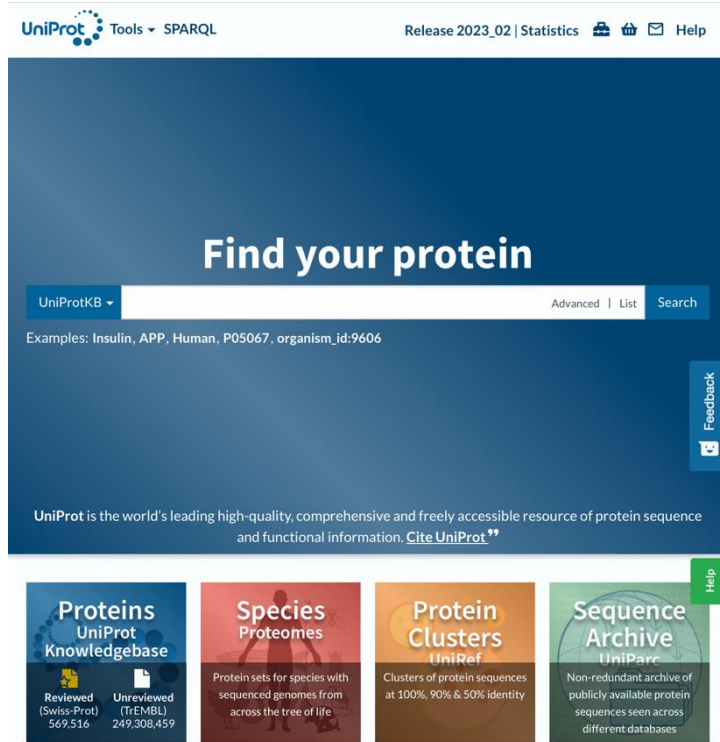 UniProt Tools SPARQL Release 2023_02 | Statistics Help
Find your protein
UniProtKB Advanced | List Search
Examples: Insulin, APP, Human, P05067, organism_id:9606
Feedback
UniProt is the world's leading high-quality, comprehensive and freely accessible resource of protein sequence
and functional information. Cite UniProt ”
Help
Proteins
UniProt
Knowledgebase
Reviewed
(Swiss-Prot)
569,516
Unreviewed
(TrEMBL)
249,308,459
Species
Proteomes
Protein sets for species with
sequenced genomes from
across the tree of life
Protein
Clusters
UniRef
Clusters of protein sequences
at 100%, 90% & 50% identity
Sequence
Archive
UniParc
Non-redundant archive of
publicly available protein
sequences seen across
different databases